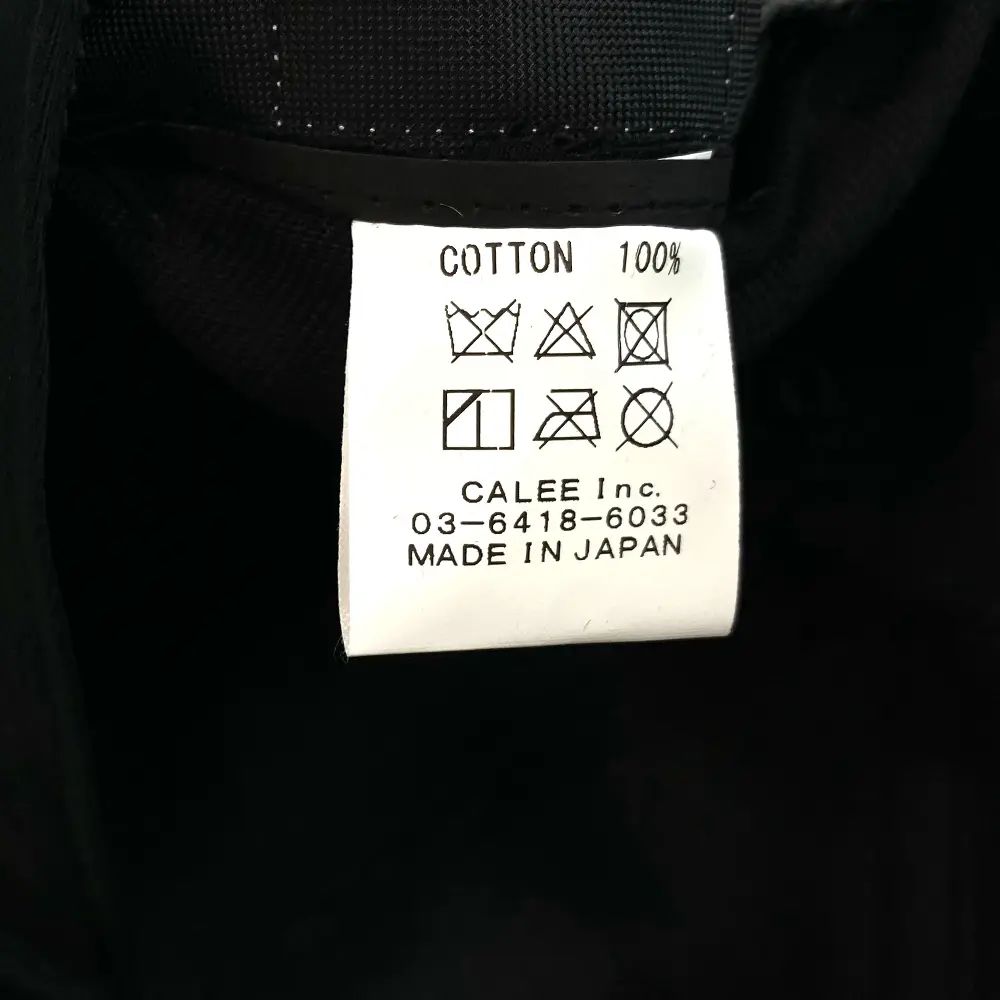 COTTON 100%
CALEE Inc.
03-6418-6033
MADE IN JAPAN